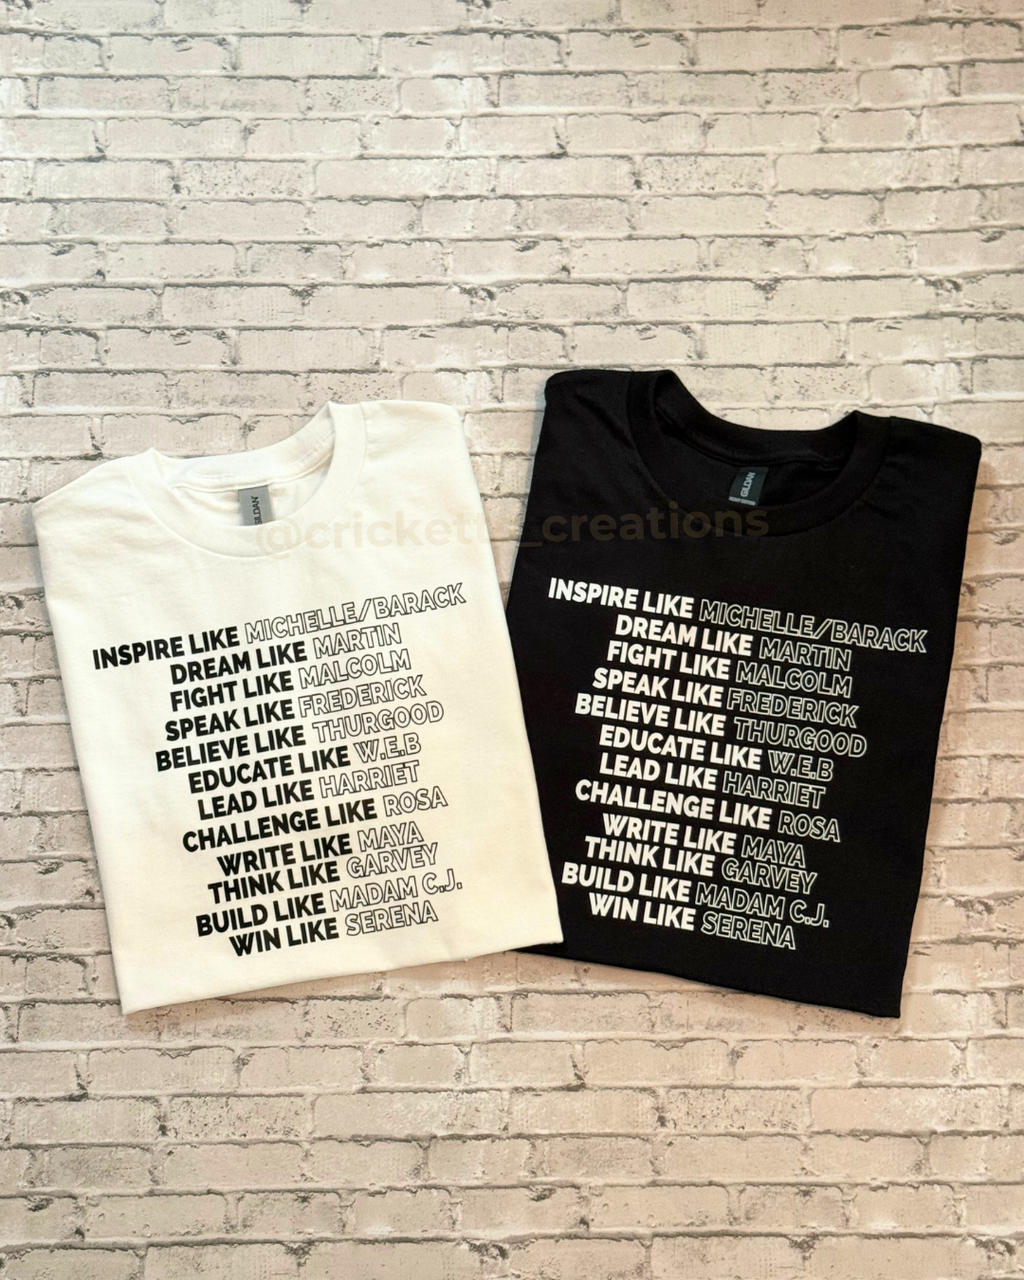 GILDAN
INSPIRE LIKE MICHELLE/BARACK
DREAM LIKE MARTIN
FIGHT LIKE MALCOLM
SPEAK LIKE FREDERICK
BELIEVE LIKE THURGOOD
EDUCATE LIKE W.E.B
LEAD LIKE HARRIET
CHALLENGE LIKE ROSA
WRITE LIKE MAYA
THINK LIKE GARVEY
BUILD LIKE MADAM C.J.
WIN LIKE SERENA
GILDAN
INSPIRE LIKE MICHELLE/BARACK
DREAM LIKE MARTIN
FIGHT LIKE MALCOLM
SPEAK LIKE FREDERICK
BELIEVE LIKE THURGOOD
EDUCATE LIKE W.E.B
LEAD LIKE HARRIET
CHALLENGE LIKE ROSA
WRITE LIKE MAYA
THINK LIKE GARVEY
BUILD LIKE MADAM C.J.
WIN LIKE SERENA